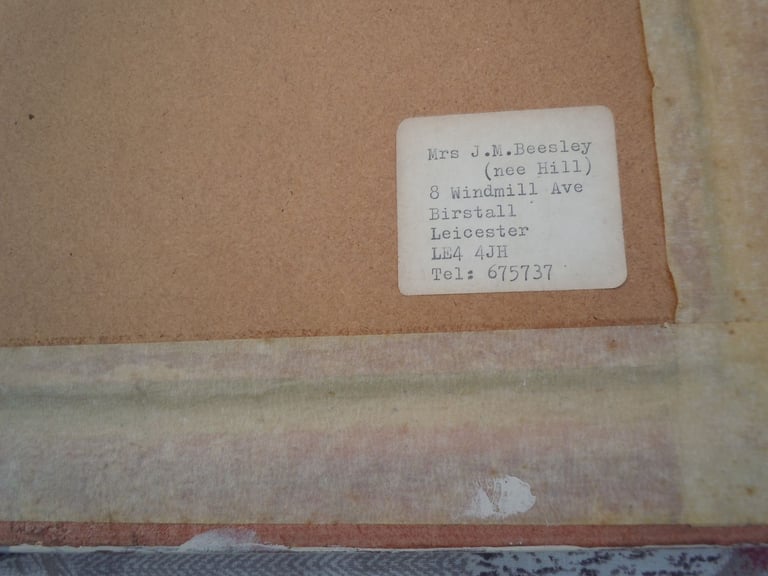 Mrs J.M.Beesley
(nee Hill)
8 Windmill Ave
Birstall
Leicester
LE4 4JH
Tel: 675737